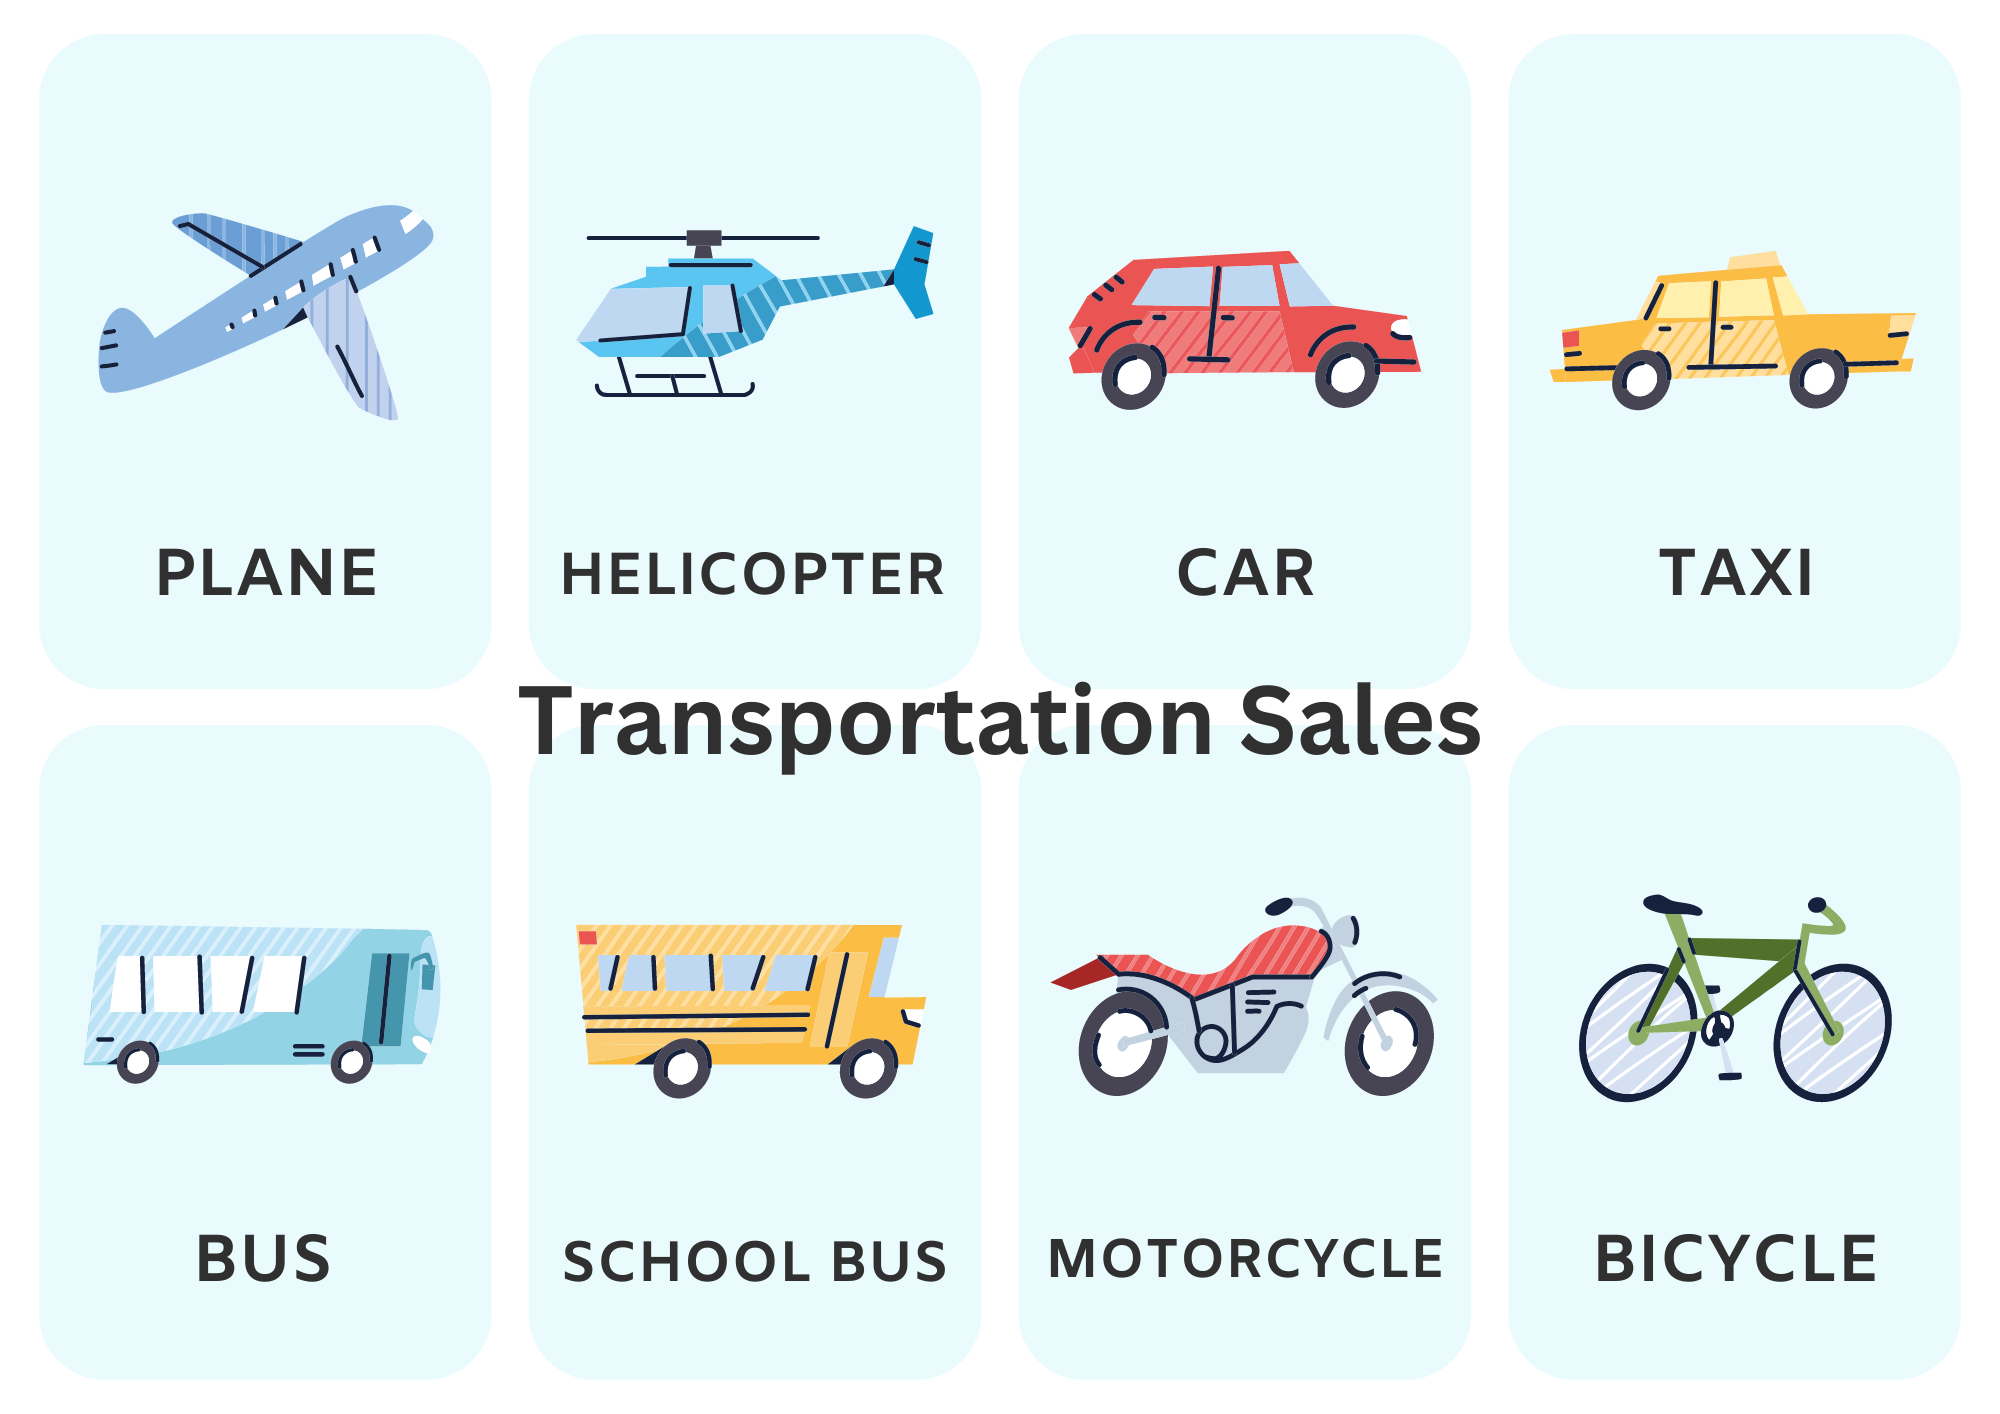 PLANE
HELICOPTER
CAR
TAXI
Transportation Sales
BUS
SCHOOL BUS
MOTORCYCLE
BICYCLE